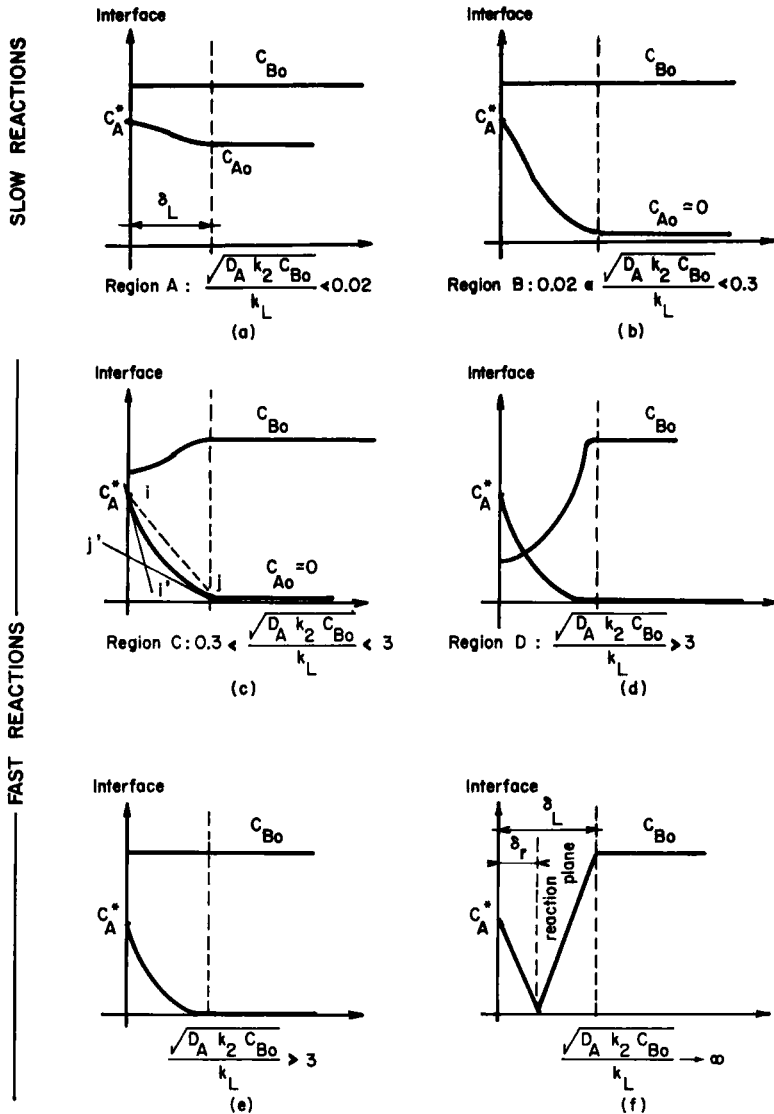 SLOW REACTIONS
Interface
C_Bo
C_A*
C_Ao
δ_L
Region A : √(D_A k_2 C_Bo) / k_L < 0.02
(a)
Interface
C_Bo
C_A*
C_Ao ≃ 0
Region B : 0.02 « √(D_A k_2 C_Bo) / k_L < 0.3
(b)
FAST REACTIONS
Interface
C_Bo
C_A*
i
j'
i'
j
C_Ao ≃ 0
Region C : 0.3 < √(D_A k_2 C_Bo) / k_L < 3
(c)
Interface
C_Bo
C_A*
Region D : √(D_A k_2 C_Bo) / k_L > 3
(d)
Interface
C_Bo
C_A*
√(D_A k_2 C_Bo) / k_L > 3
(e)
Interface
δ_L
δ_r
C_Bo
C_A*
reaction
plane
√(D_A k_2 C_Bo) / k_L → ∞
(f)